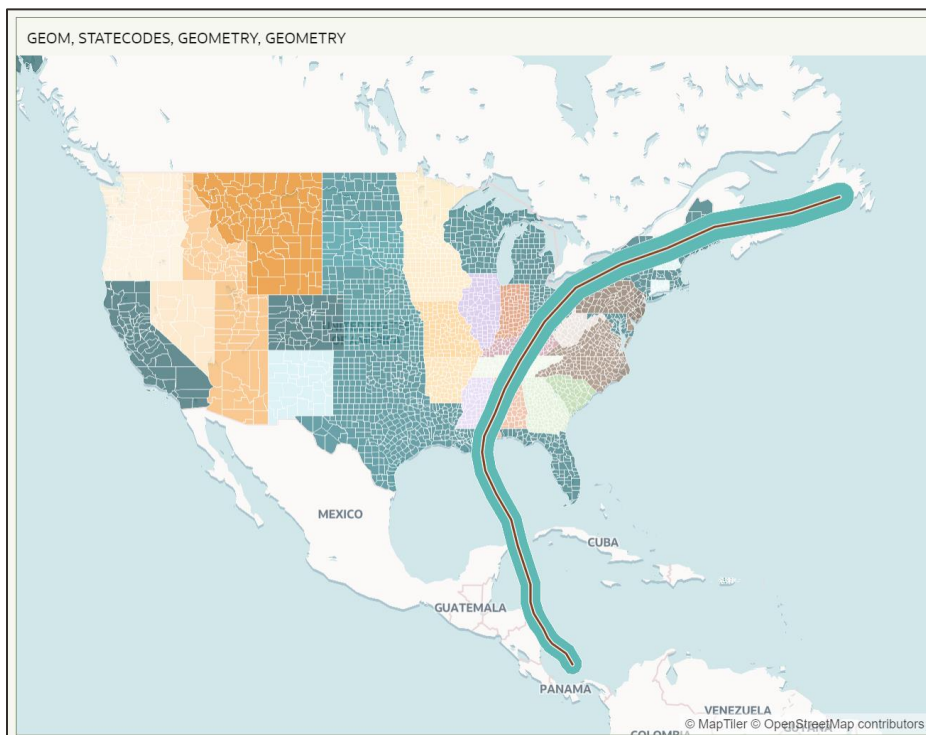 GEOM, STATECODES, GEOMETRY, GEOMETRY
MEXICO
CUBA
GUATEMALA
PANAMA
VENEZUELA
© MapTiler © OpenStreetMap contributors